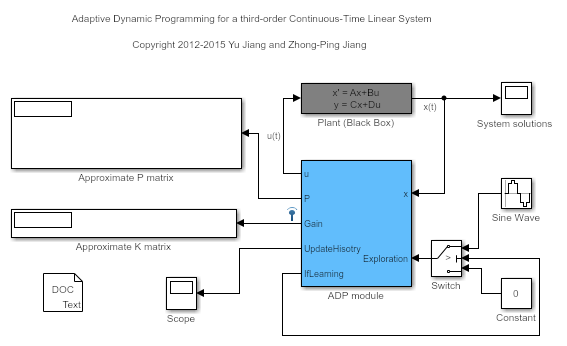 Adaptive Dynamic Programming for a third-order Continuous-Time Linear System
Copyright 2012-2015 Yu Jiang and Zhong-Ping Jiang
x' = Ax+Bu
y = Cx+Du
Plant (Black Box)
x(t)
System solutions
u(t)
Approximate P matrix
u
P
Gain
UpdateHisotry
IfLearning
x
Exploration
ADP module
Sine Wave
Approximate K matrix
>
Switch
DOC
Text
Scope
0
Constant